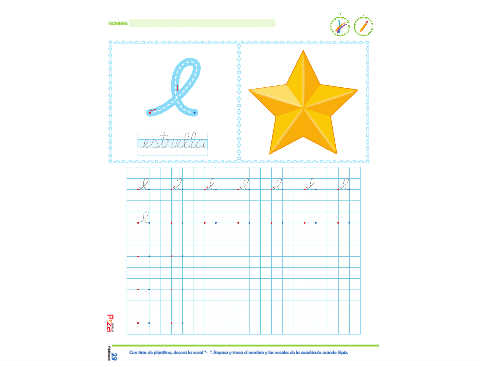 NOMBRE:
e
estrella
e e e e e e e
e
Con tiras de plastilina, decora la vocal "e". Repasa y traza el nombre y las vocales de la cuadrícula usando lápiz.
29